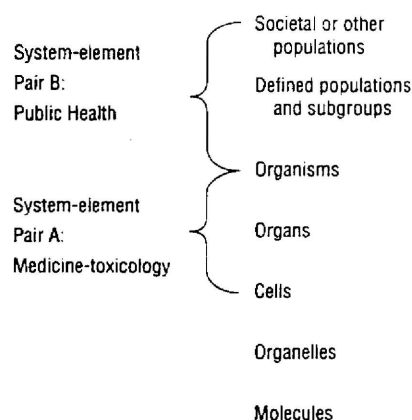 System-element
Pair B:
Public Health
System-element
Pair A:
Medicine-toxicology
Societal or other
populations
Defined populations
and subgroups
Organisms
Organs
Cells
Organelles
Molecules